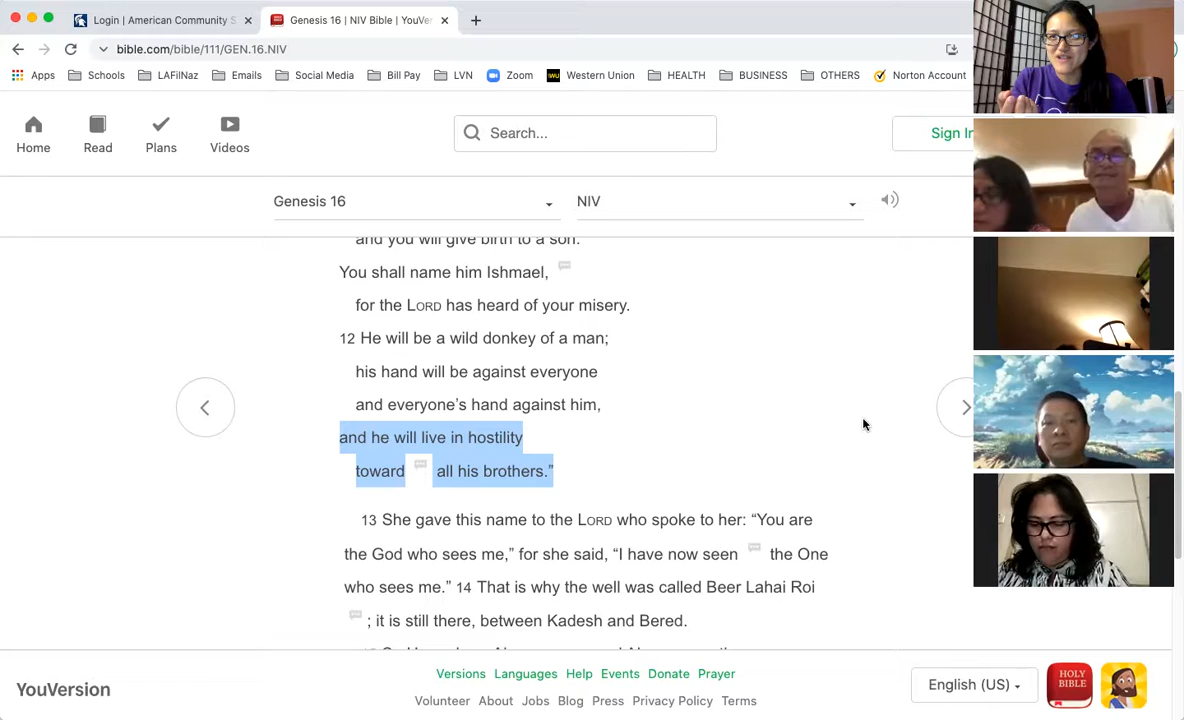 Login | American Community S
Genesis 16 | NIV Bible | YouVer
bible.com/bible/111/GEN.16.NIV
Apps Schools LAFilNaz Emails Social Media Bill Pay LVN Zoom WU Western Union HEALTH BUSINESS OTHERS Norton Account
Home Read Plans Videos
Search...
Sign In
Genesis 16 NIV
and you will give birth to a son.
You shall name him Ishmael,
for the LORD has heard of your misery.
12 He will be a wild donkey of a man;
his hand will be against everyone
and everyone’s hand against him,
and he will live in hostility
toward all his brothers.”
13 She gave this name to the LORD who spoke to her: “You are
the God who sees me,” for she said, “I have now seen the One
who sees me.” 14 That is why the well was called Beer Lahai Roi
; it is still there, between Kadesh and Bered.
YouVersion
Versions Languages Help Events Donate Prayer
Volunteer About Jobs Blog Press Privacy Policy Terms
English (US)
HOLY
BIBLE